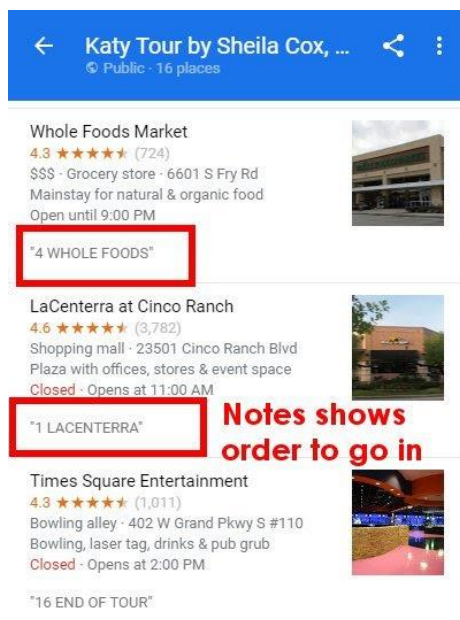 Katy Tour by Sheila Cox, ...
Public · 16 places
Whole Foods Market
4.3 ★★★★★ (724)
$$$ · Grocery store · 6601 S Fry Rd
Mainstay for natural & organic food
Open until 9:00 PM
"4 WHOLE FOODS"
LaCenterra at Cinco Ranch
4.6 ★★★★★ (3,782)
Shopping mall · 23501 Cinco Ranch Blvd
Plaza with offices, stores & event space
Closed · Opens at 11:00 AM
"1 LACENTERRA"
Notes shows
order to go in
Times Square Entertainment
4.3 ★★★★★ (1,011)
Bowling alley · 402 W Grand Pkwy S #110
Bowling, laser tag, drinks & pub grub
Closed · Opens at 2:00 PM
"16 END OF TOUR"